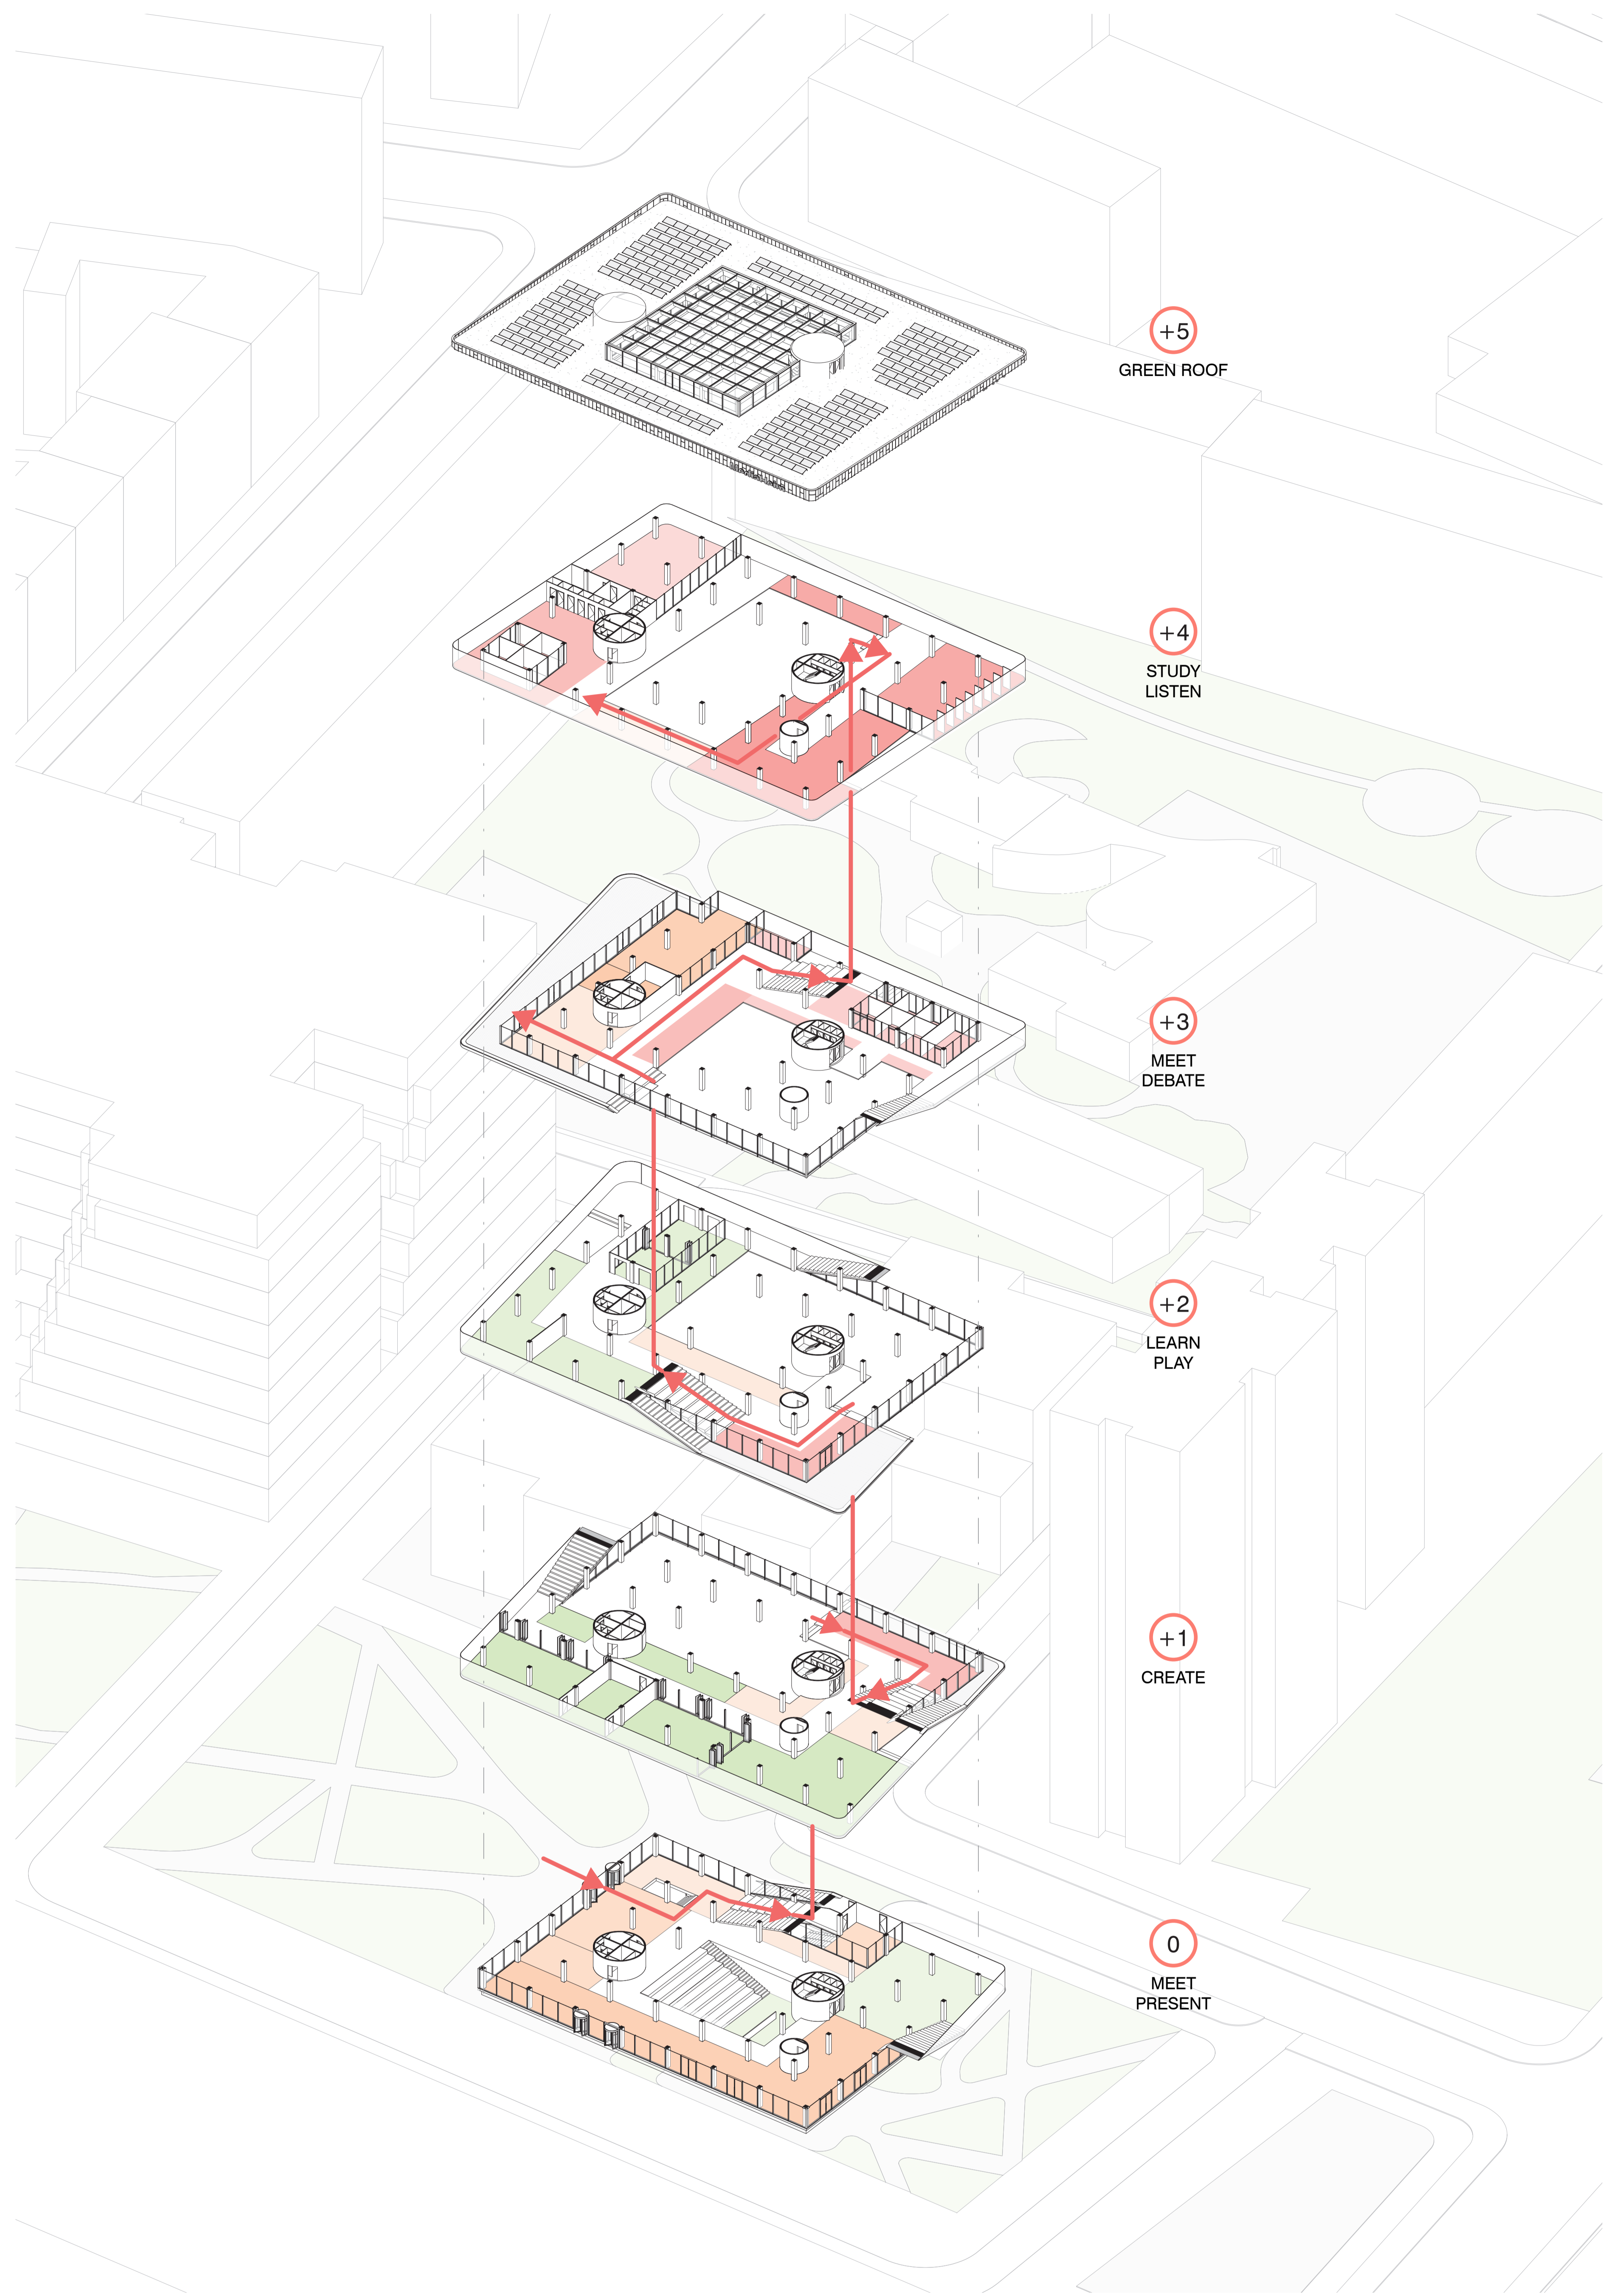 +5
GREEN ROOF
+4
STUDY
LISTEN
+3
MEET
DEBATE
+2
LEARN
PLAY
+1
CREATE
0
MEET
PRESENT